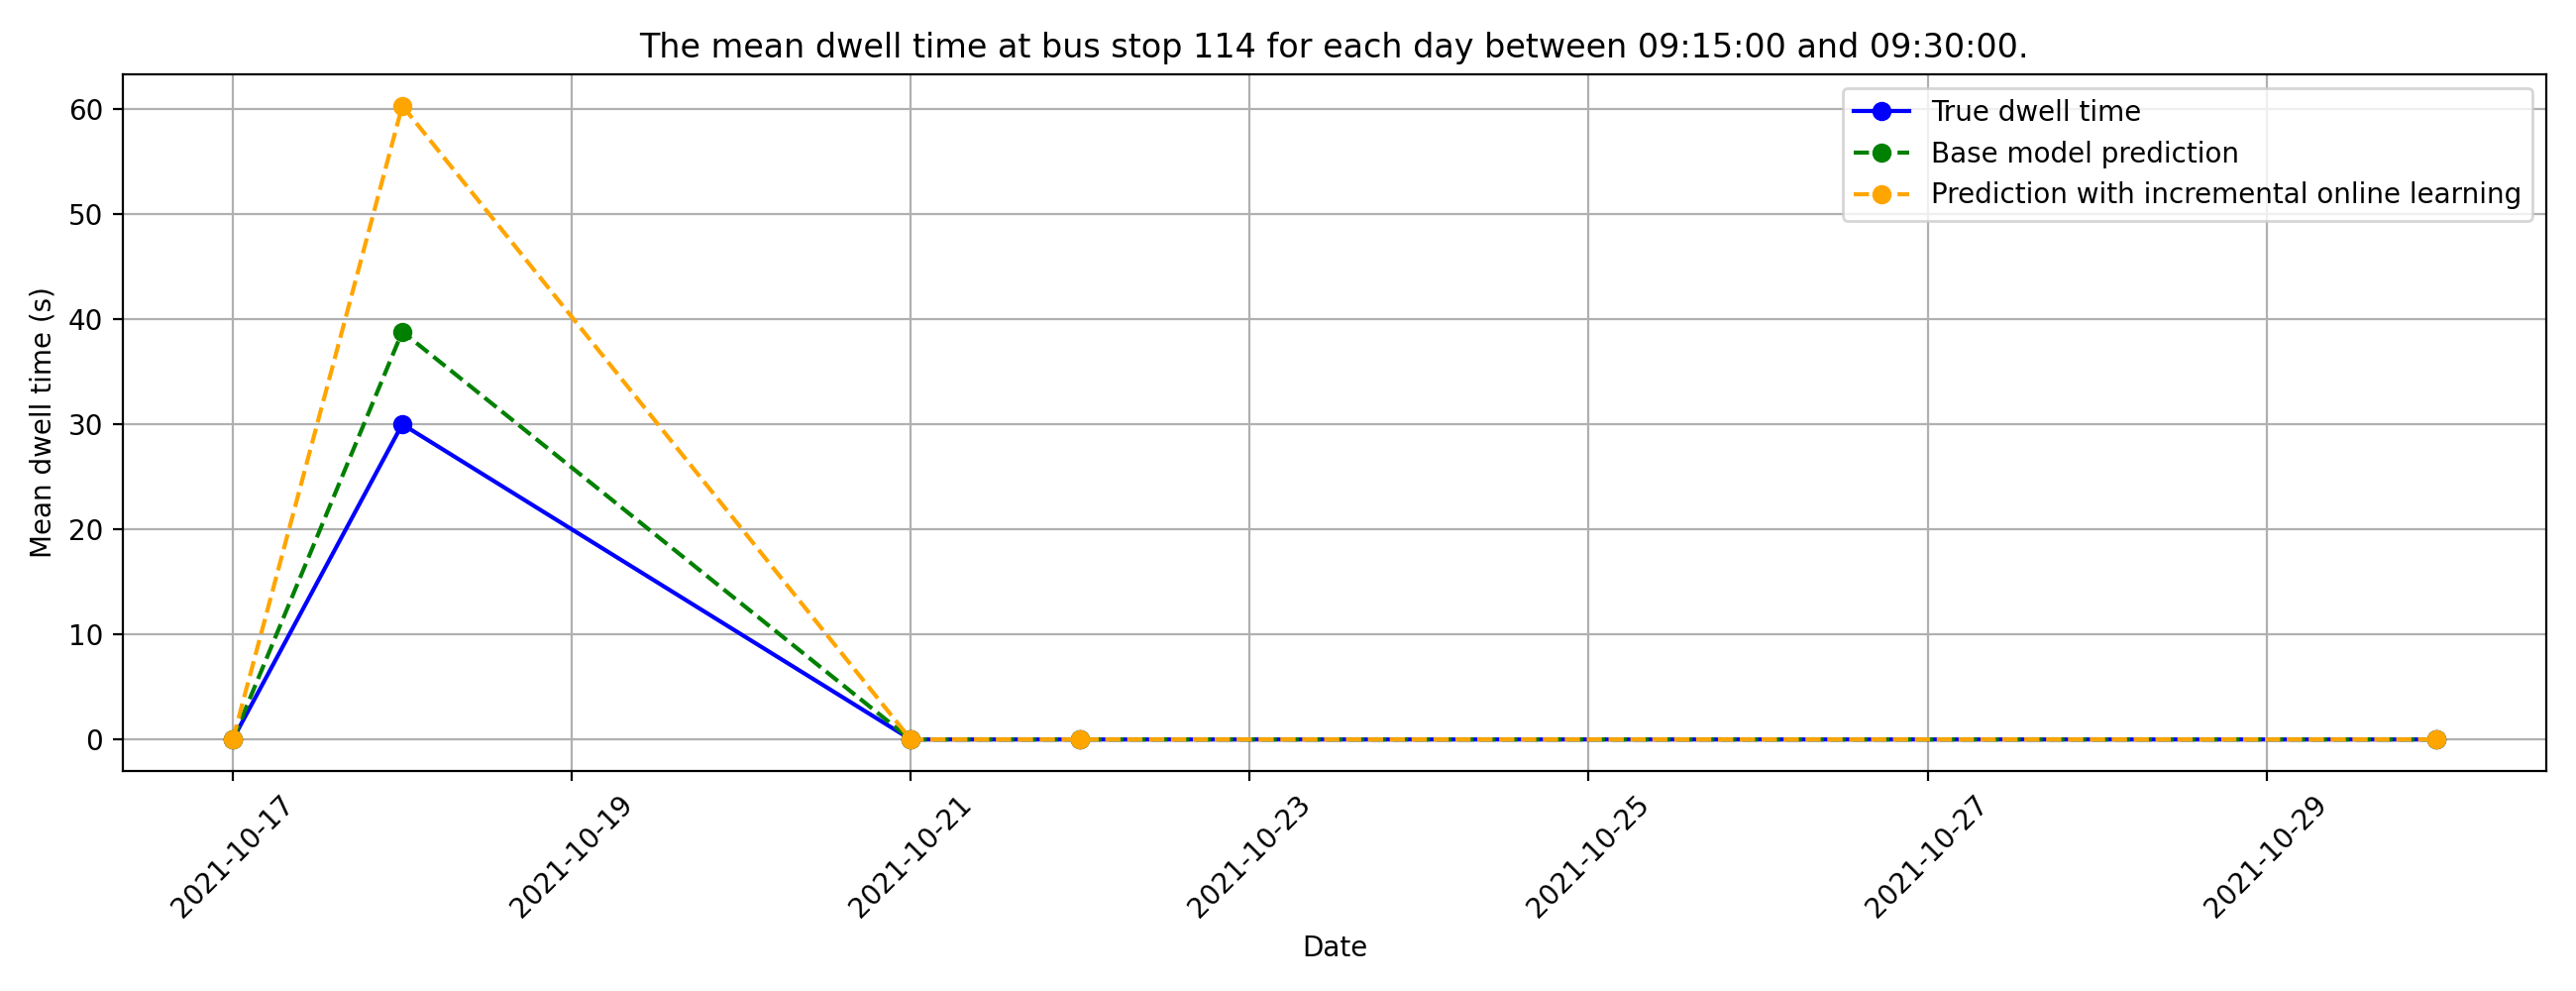 The mean dwell time at bus stop 114 for each day between 09:15:00 and 09:30:00.
True dwell time
Base model prediction
Prediction with incremental online learning
Mean dwell time (s)
60
50
40
30
20
10
0
2021-10-17
2021-10-19
2021-10-21
2021-10-23
2021-10-25
2021-10-27
2021-10-29
Date